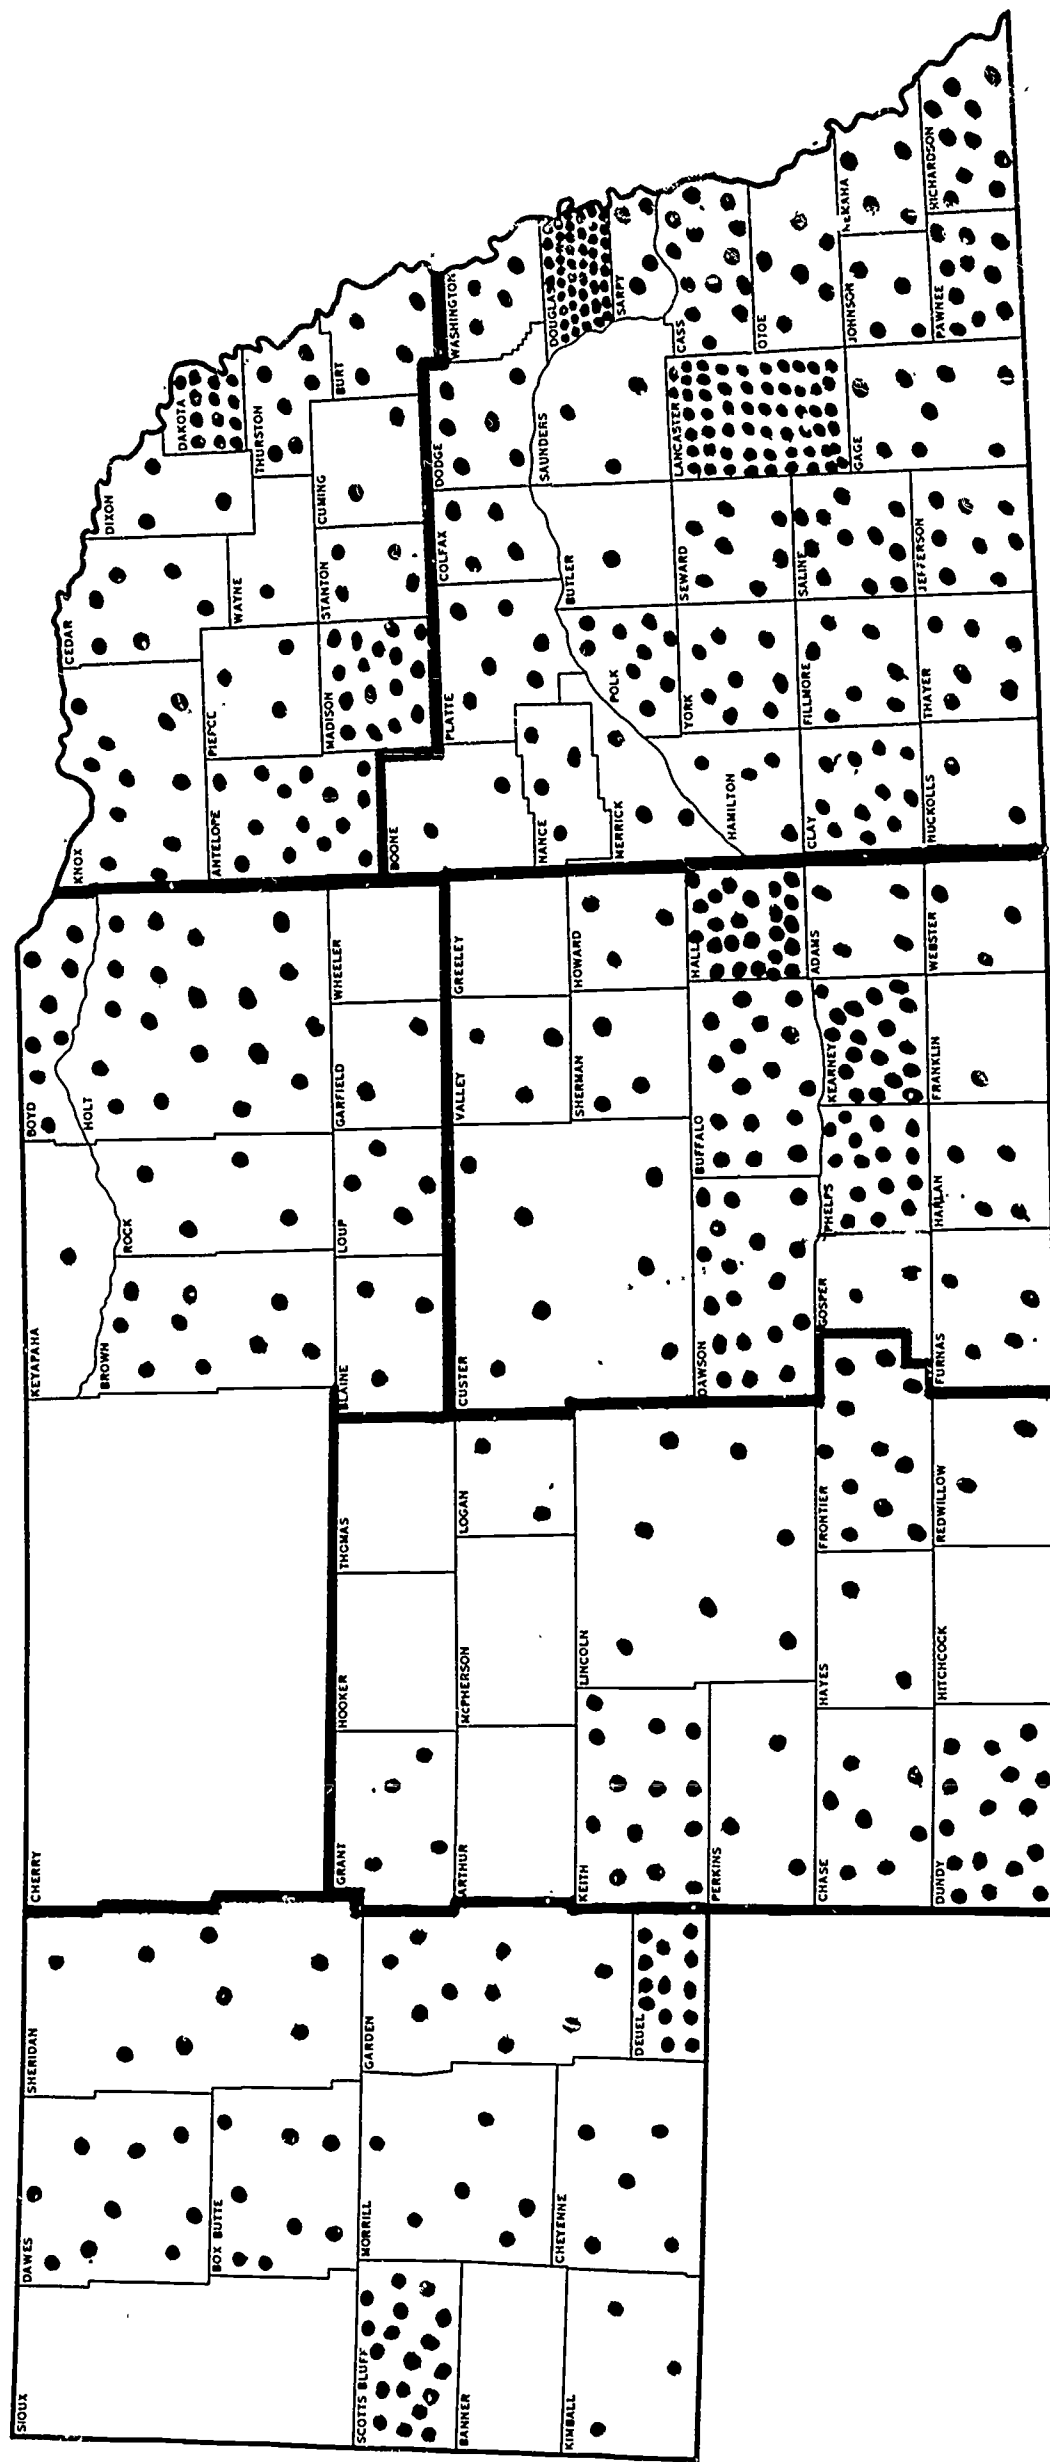 SIOUX
DAWES
SHERIDAN
CHERRY
KEYAPAHA
BOYD
BROWN
ROCK
HOLT
KNOX
CEDAR
DIXON
DAKOTA
BOX BUTTE
ANTELOPE
PIERCE
WAYNE
THURSTON
SCOTTS BLUFF
MORRILL
GARDEN
GRANT
HOOKER
THOMAS
BLAINE
LOUP
GARFIELD
WHEELER
MADISON
STANTON
CUMING
BURT
BANNER
ARTHUR
McPHERSON
LOGAN
CUSTER
VALLEY
GREELEY
BOONE
PLATTE
COLFAX
DODGE
WASHINGTON
KIMBALL
CHEYENNE
DEUEL
KEITH
LINCOLN
SHERMAN
HOWARD
NANCE
MERRICK
POLK
BUTLER
SAUNDERS
DOUGLAS
SARPY
PERKINS
DAWSON
BUFFALO
HALL
HAMILTON
YORK
SEWARD
LANCASTER
CASS
OTOE
CHASE
HAYES
FRONTIER
GOSPER
PHELPS
KEARNEY
ADAMS
CLAY
FILLMORE
SALINE
GAGE
JOHNSON
NEKAHA
DUNDY
HITCHCOCK
REDWILLOW
FURNAS
HARLAN
FRANKLIN
WEBSTER
NUCKOLLS
THAYER
JEFFERSON
PAWNEE
RICHARDSON